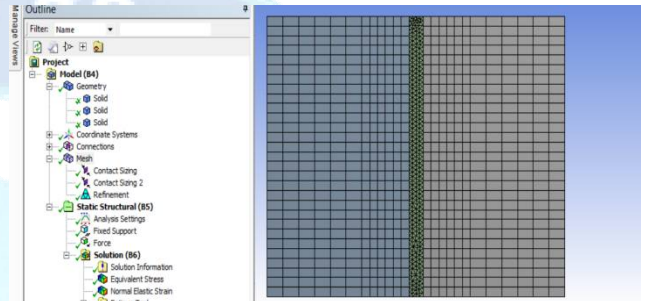 Manage Views
Outline
Filter: Name
Project
Model (B4)
Geometry
Solid
Solid
Solid
Coordinate Systems
Connections
Mesh
Contact Sizing
Contact Sizing 2
Refinement
Static Structural (B5)
Analysis Settings
Fixed Support
Force
Solution (B6)
Solution Information
Equivalent Stress
Normal Elastic Strain